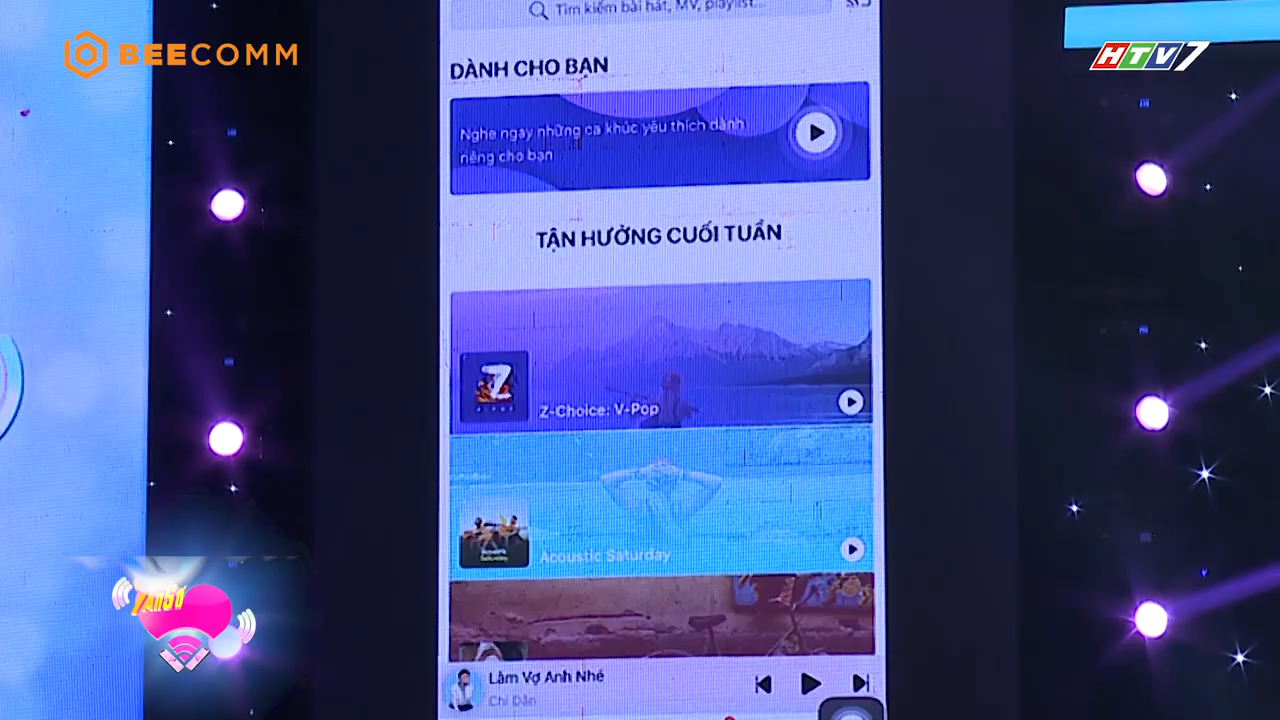 BEECOMM
HTV7
Tìm kiếm bài hát, MV, playlist...
DÀNH CHO BẠN
Nghe ngay những ca khúc yêu thích dành
riêng cho bạn
TẬN HƯỞNG CUỐI TUẦN
Z
V-POP
Z-Choice: V-Pop
Acoustic Saturday
Làm Vợ Anh Nhé
Chi Dân